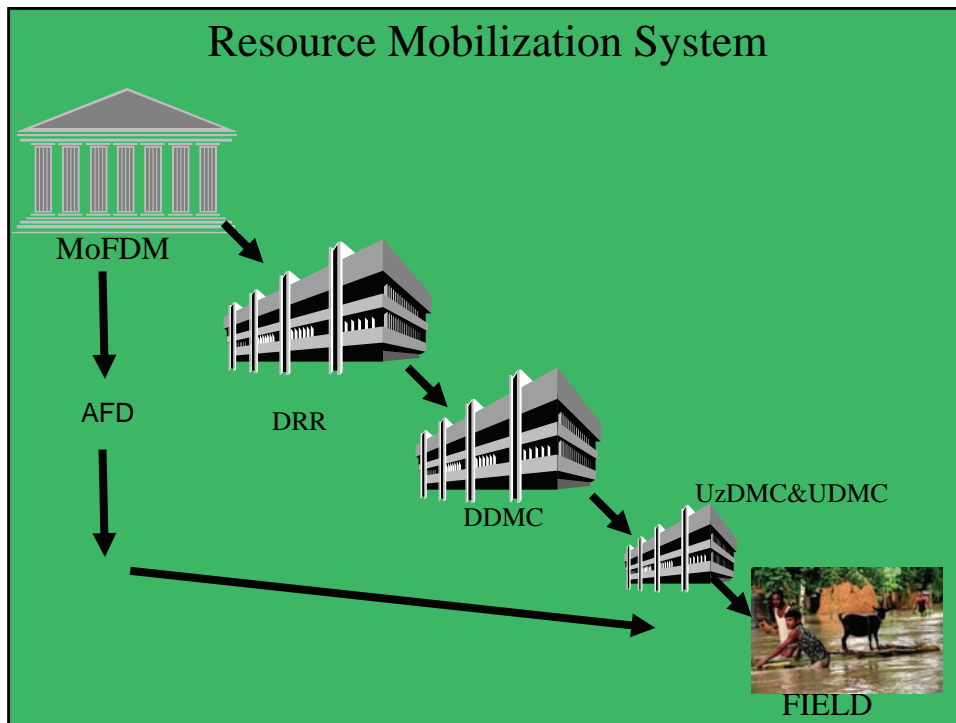 Resource Mobilization System
MoFDM
AFD
DRR
DDMC
UzDMC&UDMC
FIELD